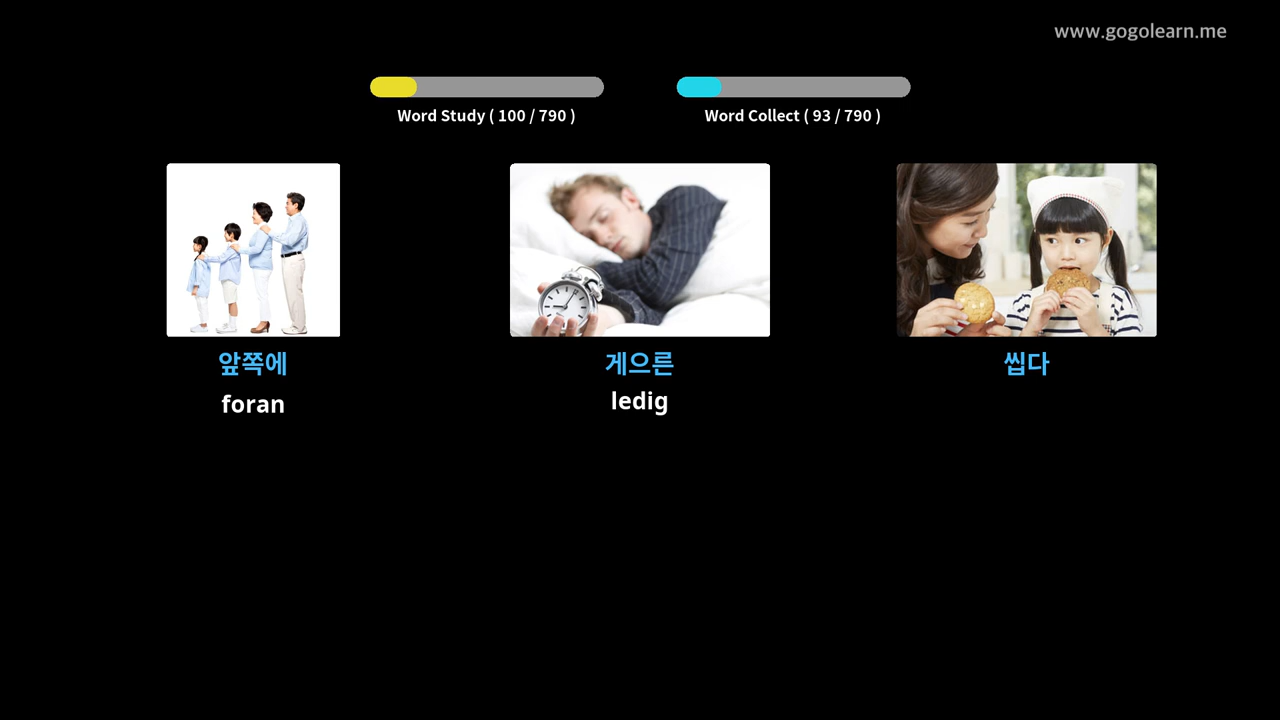 www.gogolearn.me
Word Study ( 100 / 790 )
Word Collect ( 93 / 790 )
앞쪽에
foran
게으른
ledig
씹다